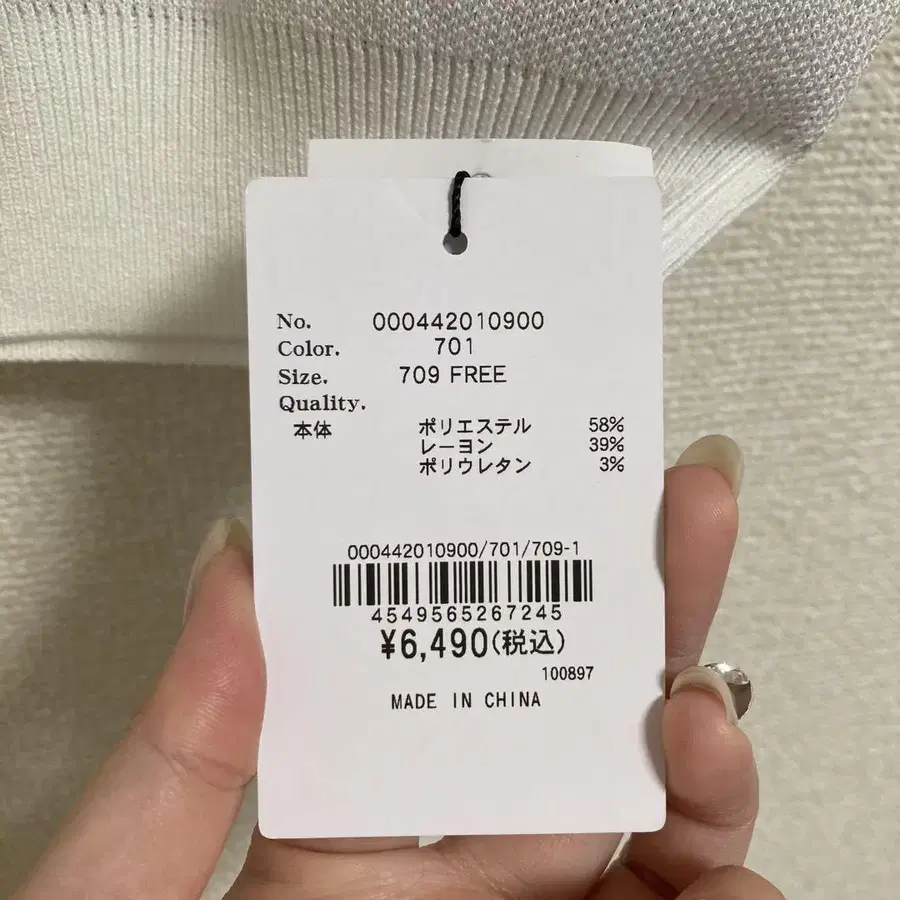 No. 000442010900
Color. 701
Size. 709 FREE
Quality.
本体 ポリエステル 58%
レーヨン 39%
ポリウレタン 3%
000442010900/701/709-1
4549565267245
¥6,490(税込)
100897
MADE IN CHINA